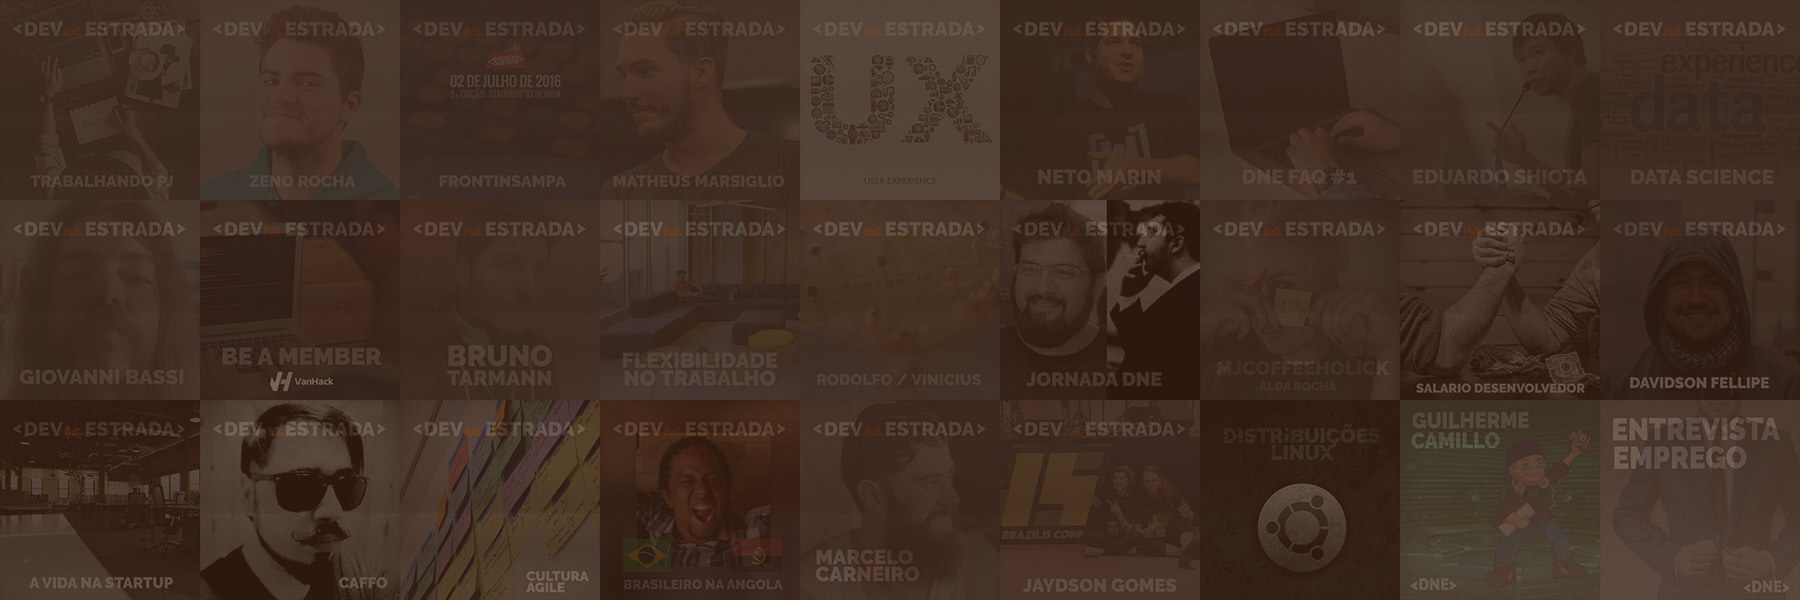 <DEV na ESTRADA>
TRABALHANDO PJ
<DEV na ESTRADA>
ZENO ROCHA
<DEV na ESTRADA>
02 DE JULHO DE 2016
5ª EDIÇÃO: STAIRWAY TO HEAVEN
FRONTINSAMPA
<DEV na ESTRADA>
MATHEUS MARSIGLIO
<DEV na ESTRADA>
UX
USER EXPERIENCE
<DEV na ESTRADA>
NETO MARIN
<DEV na ESTRADA>
DNE FAQ #1
<DEV na ESTRADA>
EDUARDO SHIOTA
<DEV na ESTRADA>
experience
data
DATA SCIENCE
<DEV na ESTRADA>
GIOVANNI BASSI
<DEV na ESTRADA>
BE A MEMBER
VanHack
<DEV na ESTRADA>
BRUNO
TARMANN
<DEV na ESTRADA>
FLEXIBILIDADE
NO TRABALHO
<DEV na ESTRADA>
RODOLFO / VINICIUS
<DEV na ESTRADA>
JORNADA DNE
<DEV na ESTRADA>
MJCOFFEEHOLICK
ALDA ROCHA
<DEV na ESTRADA>
SALARIO DESENVOLVEDOR
<DEV na ESTRADA>
DAVIDSON FELLIPE
<DEV na ESTRADA>
A VIDA NA STARTUP
<DEV na ESTRADA>
CAFFO
<DEV na ESTRADA>
CULTURA
AGILE
<DEV na ESTRADA>
BRASILEIRO NA ANGOLA
<DEV na ESTRADA>
MARCELO
CARNEIRO
<DEV na ESTRADA>
15
BRAZILJS CONF
JAYDSON GOMES
DISTRIBUIÇÕES
LINUX
GUILHERME
CAMILLO
<DNE>
ENTREVISTA
EMPREGO
<DNE>